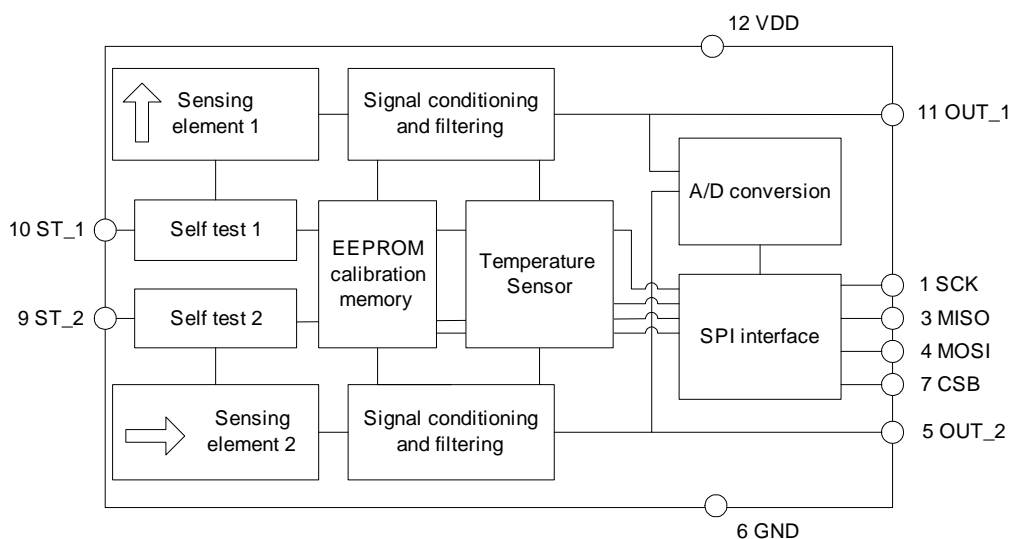 12 VDD
Sensing
element 1
Signal conditioning
and filtering
11 OUT_1
A/D conversion
10 ST_1
Self test 1
EEPROM
calibration
memory
Temperature
Sensor
9 ST_2
Self test 2
SPI interface
1 SCK
3 MISO
4 MOSI
7 CSB
Sensing
element 2
Signal conditioning
and filtering
5 OUT_2
6 GND